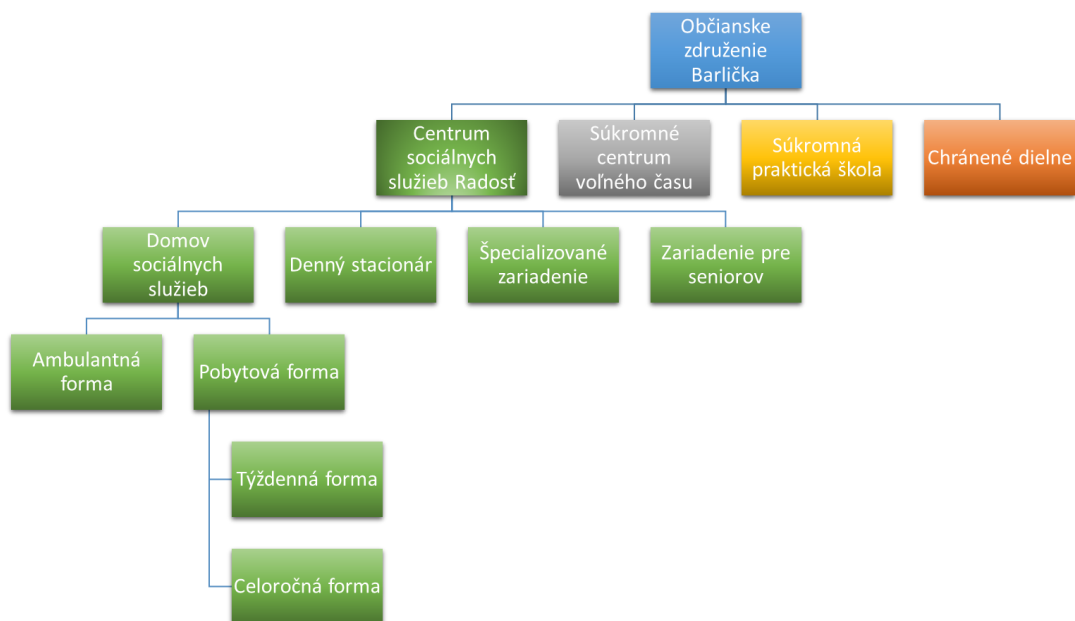 Občianske
združenie
Barlička
Centrum
sociálnych
služieb Radosť
Súkromné
centrum
voľného času
Súkromná
praktická škola
Chránené dielne
Domov
sociálnych
služieb
Denný stacionár
Špecializované
zariadenie
Zariadenie pre
seniorov
Ambulantná
forma
Pobytová forma
Týždenná forma
Celoročná forma